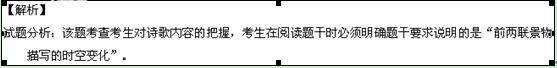 【解析】
试题分析：该题考查考生对诗歌内容的把握，考生在阅读题干时必须明确题干要求说明的是“前两联景物
描写的时空变化”。